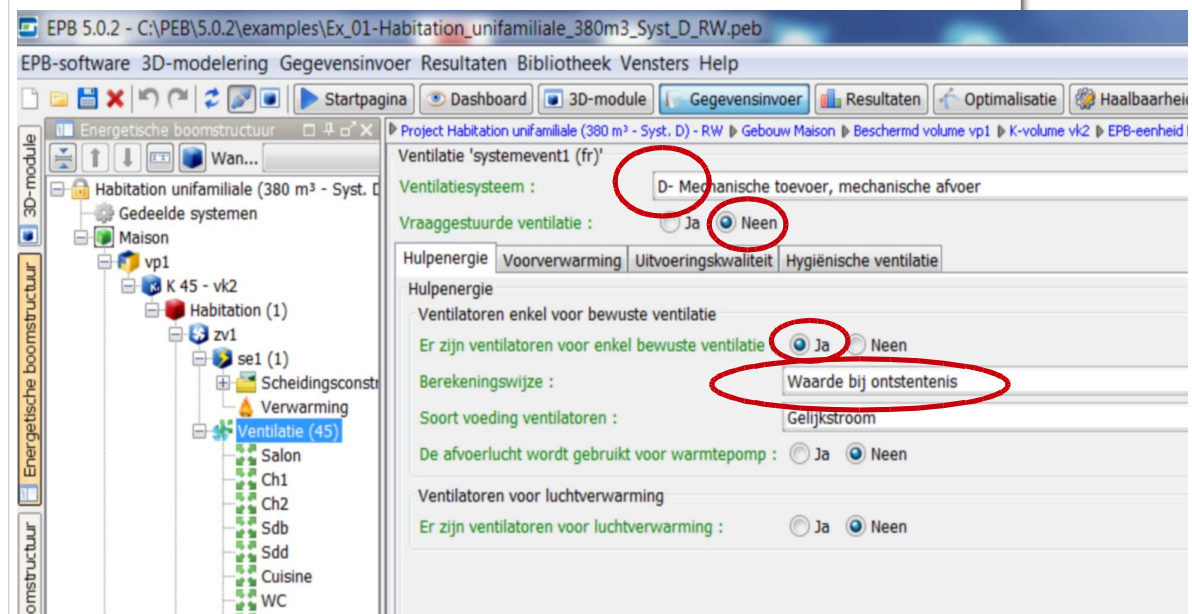 EPB 5.0.2 - C:\PEB\5.0.2\examples\Ex_01-Habitation_unifamiliale_380m3_Syst_D_RW.peb
EPB-software 3D-modelering Gegevensinvoer Resultaten Bibliotheek Vensters Help
Startpagina Dashboard 3D-module Gegevensinvoer Resultaten Optimalisatie Haalbaarheid
Energetische boomstructuur
Project Habitation unifamiliale (380 m³ - Syst. D) - RW Gebouw Maison Beschermd volume vp1 K-volume vk2 EPB-eenheid
Wan...
Ventilatie 'systemevent1 (fr)'
3D-module
Habitation unifamiliale (380 m³ - Syst. D
Ventilatiesysteem :
D- Mechanische toevoer, mechanische afvoer
Gedeelde systemen
Vraaggestuurde ventilatie :
Ja
Neen
Maison
vp1
Hulpenergie Voorverwarming Uitvoeringskwaliteit Hygiënische ventilatie
K 45 - vk2
Hulpenergie
Habitation (1)
Ventilatoren enkel voor bewuste ventilatie
zv1
Er zijn ventilatoren voor enkel bewuste ventilatie
Ja
Neen
se1 (1)
Scheidingsconstr
Berekeningswijze :
Waarde bij ontstentenis
Verwarming
Soort voeding ventilatoren :
Gelijkstroom
Energetische boomstructuur
Ventilatie (45)
Salon
De afvoerlucht wordt gebruikt voor warmtepomp :
Ja
Neen
Ch1
Ventilatoren voor luchtverwarming
Ch2
Sdb
Er zijn ventilatoren voor luchtverwarming :
Ja
Neen
Sdd
Cuisine
WC
omstructuur